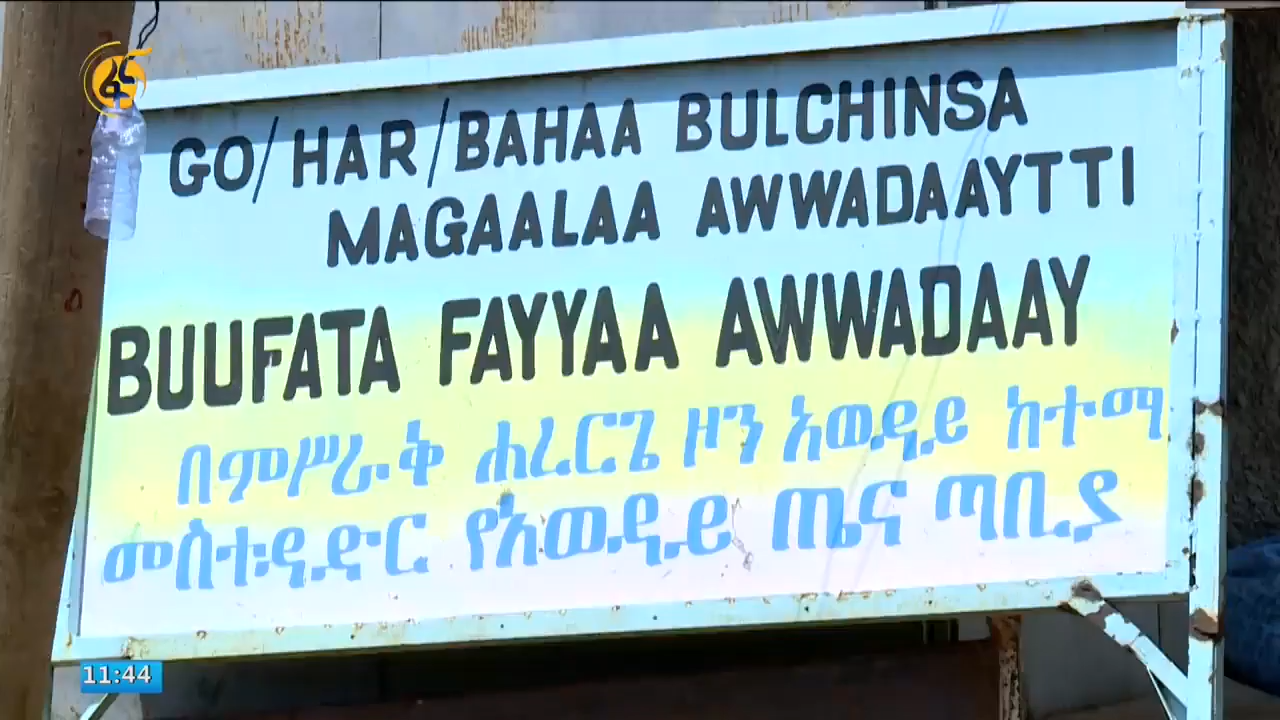 ፋና
GO/HAR/BAHAA BULCHINSA
MAGAALAA AWWADAAYTTI
BUUFATA FAYYAA AWWADAAY
በምሥራቅ ሐረርጌ ዞን አወዳይ ከተማ
መስተዳድር የአወዳይ ጤና ጣቢያ
11:44